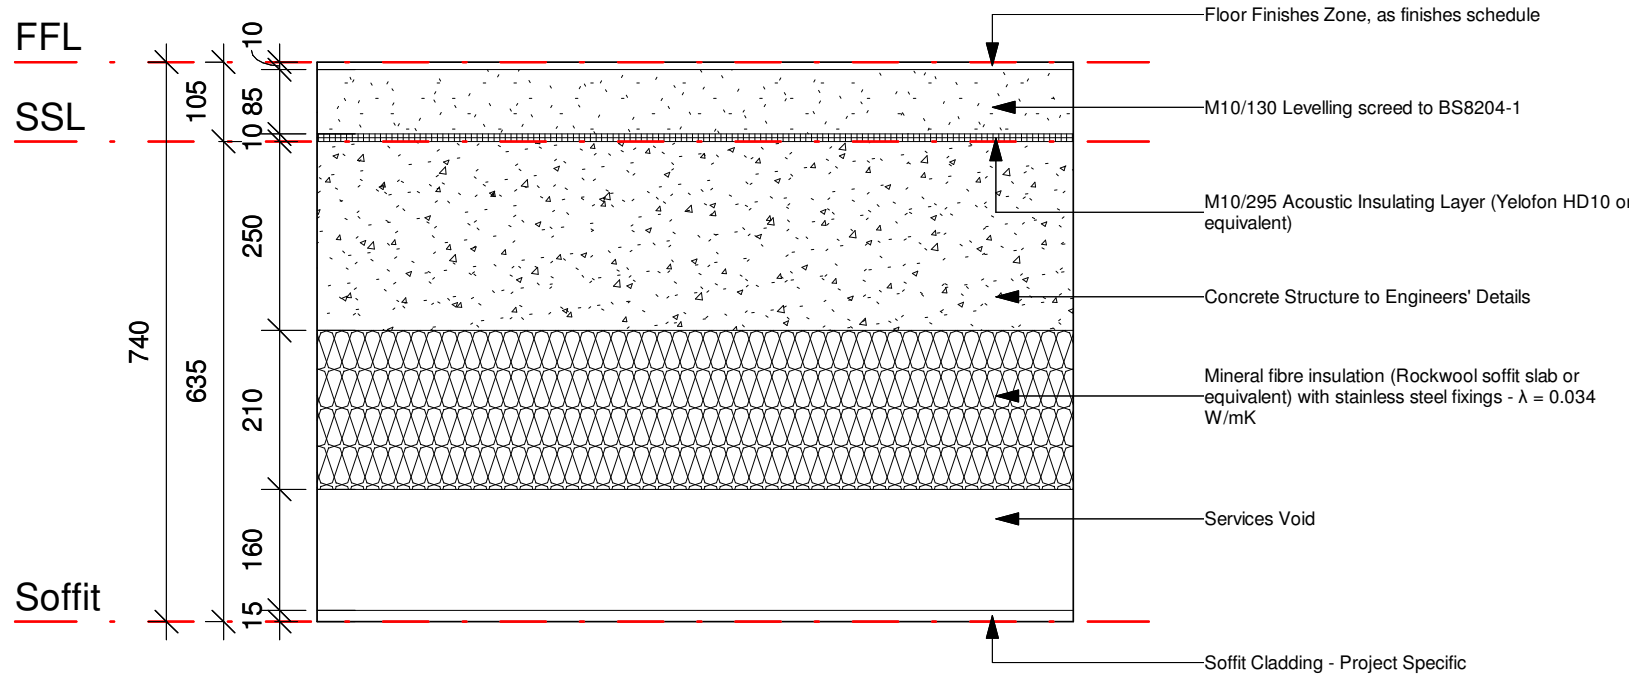 FFL
SSL
Soffit
740
105
635
10
85
10
250
210
160
15
Floor Finishes Zone, as finishes schedule
M10/130 Levelling screed to BS8204-1
M10/295 Acoustic Insulating Layer (Yelofon HD10 or
equivalent)
Concrete Structure to Engineers' Details
Mineral fibre insulation (Rockwool soffit slab or
equivalent) with stainless steel fixings - λ = 0.034
W/mK
Services Void
Soffit Cladding - Project Specific